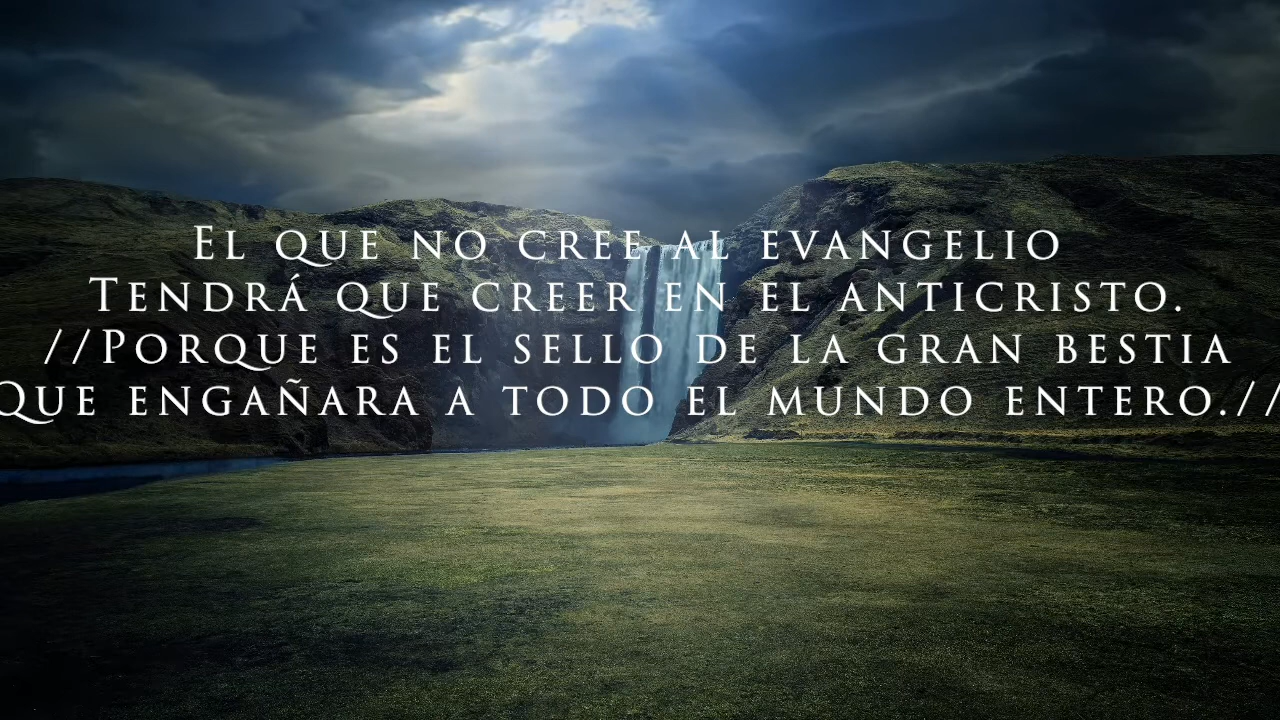 El que no cree al evangelio
Tendrá que creer en el anticristo.
//Porque es el sello de la gran bestia
Que engañara a todo el mundo entero.//